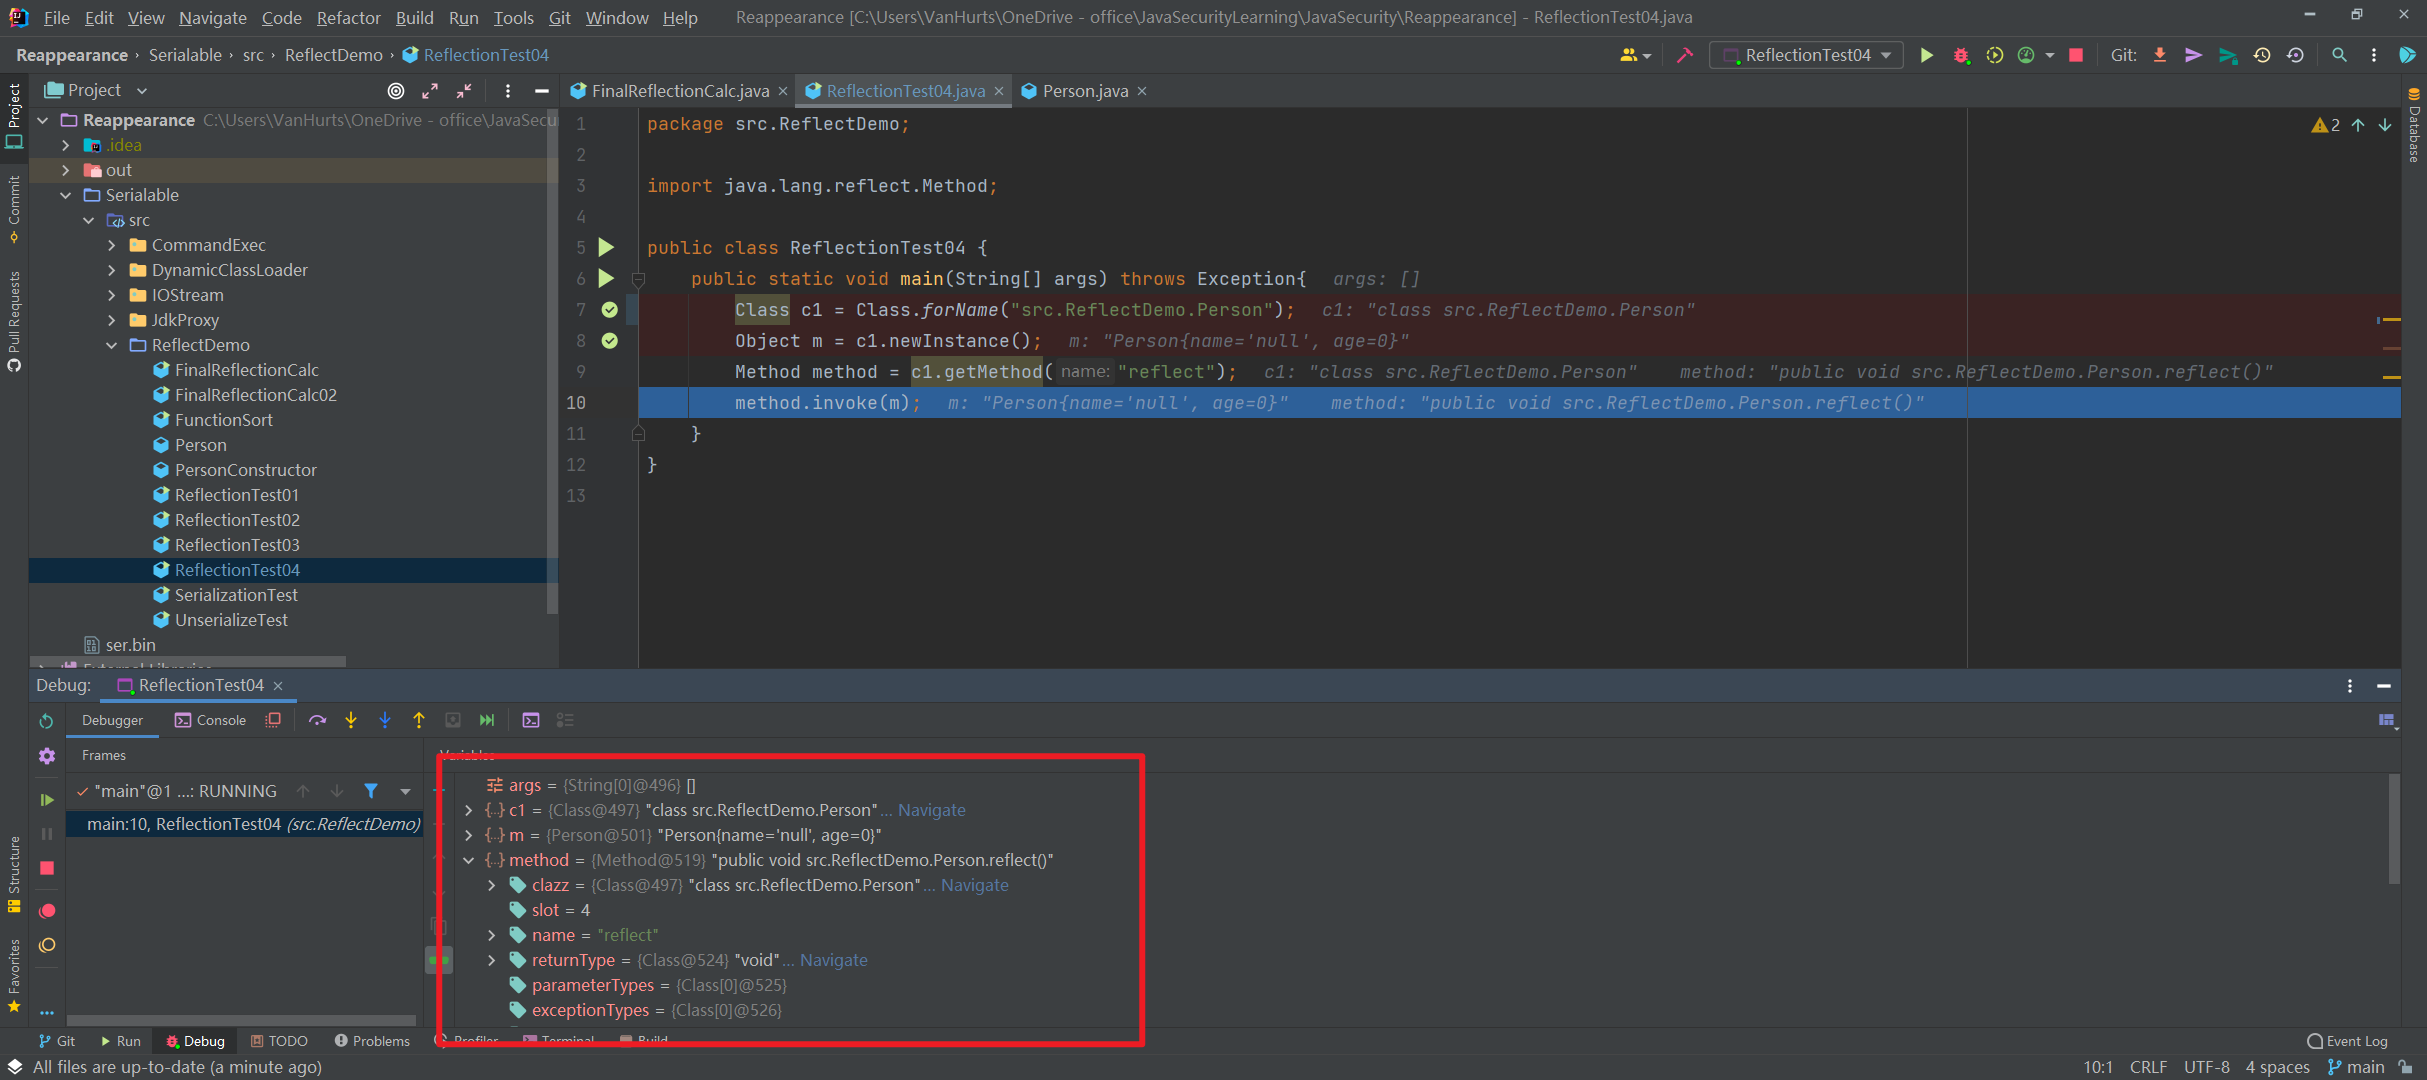 File Edit View Navigate Code Refactor Build Run Tools Git Window Help Reappearance [C:\Users\VanHurts\OneDrive - office\JavaSecurityLearning\JavaSecurity\Reappearance] - ReflectionTest04.java
Reappearance › Serialable › src › ReflectDemo › ReflectionTest04
ReflectionTest04
Git:
Project
Commit
Pull Requests
Structure
Favorites
Database
Project
Reappearance C:\Users\VanHurts\OneDrive - office\JavaSecu
.idea
out
Serialable
src
CommandExec
DynamicClassLoader
IOStream
JdkProxy
ReflectDemo
FinalReflectionCalc
FinalReflectionCalc02
FunctionSort
Person
PersonConstructor
ReflectionTest01
ReflectionTest02
ReflectionTest03
ReflectionTest04
SerializationTest
UnserializeTest
ser.bin
External Libraries
FinalReflectionCalc.java × ReflectionTest04.java × Person.java ×
2
1 package src.ReflectDemo;
2
3 import java.lang.reflect.Method;
4
5 public class ReflectionTest04 {
6 public static void main(String[] args) throws Exception{ args: []
7 Class c1 = Class.forName("src.ReflectDemo.Person"); c1: "class src.ReflectDemo.Person"
8 Object m = c1.newInstance(); m: "Person{name='null', age=0}"
9 Method method = c1.getMethod( name: "reflect"); c1: "class src.ReflectDemo.Person" method: "public void src.ReflectDemo.Person.reflect()"
10 method.invoke(m); m: "Person{name='null', age=0}" method: "public void src.ReflectDemo.Person.reflect()"
11 }
12 }
13
Debug: ReflectionTest04 ×
Debugger Console
Frames
Variables
"main"@1 ...: RUNNING
main:10, ReflectionTest04 (src.ReflectDemo)
args = {String[0]@496} []
c1 = {Class@497} "class src.ReflectDemo.Person"... Navigate
m = {Person@501} "Person{name='null', age=0}"
method = {Method@519} "public void src.ReflectDemo.Person.reflect()"
clazz = {Class@497} "class src.ReflectDemo.Person"... Navigate
slot = 4
name = "reflect"
returnType = {Class@524} "void"... Navigate
parameterTypes = {Class[0]@525}
exceptionTypes = {Class[0]@526}
Git Run Debug TODO Problems Profiler Terminal Build Event Log
All files are up-to-date (a minute ago) 10:1 CRLF UTF-8 4 spaces main